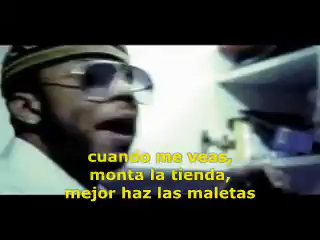 cuando me veas,
monta la tienda,
mejor haz las maletas